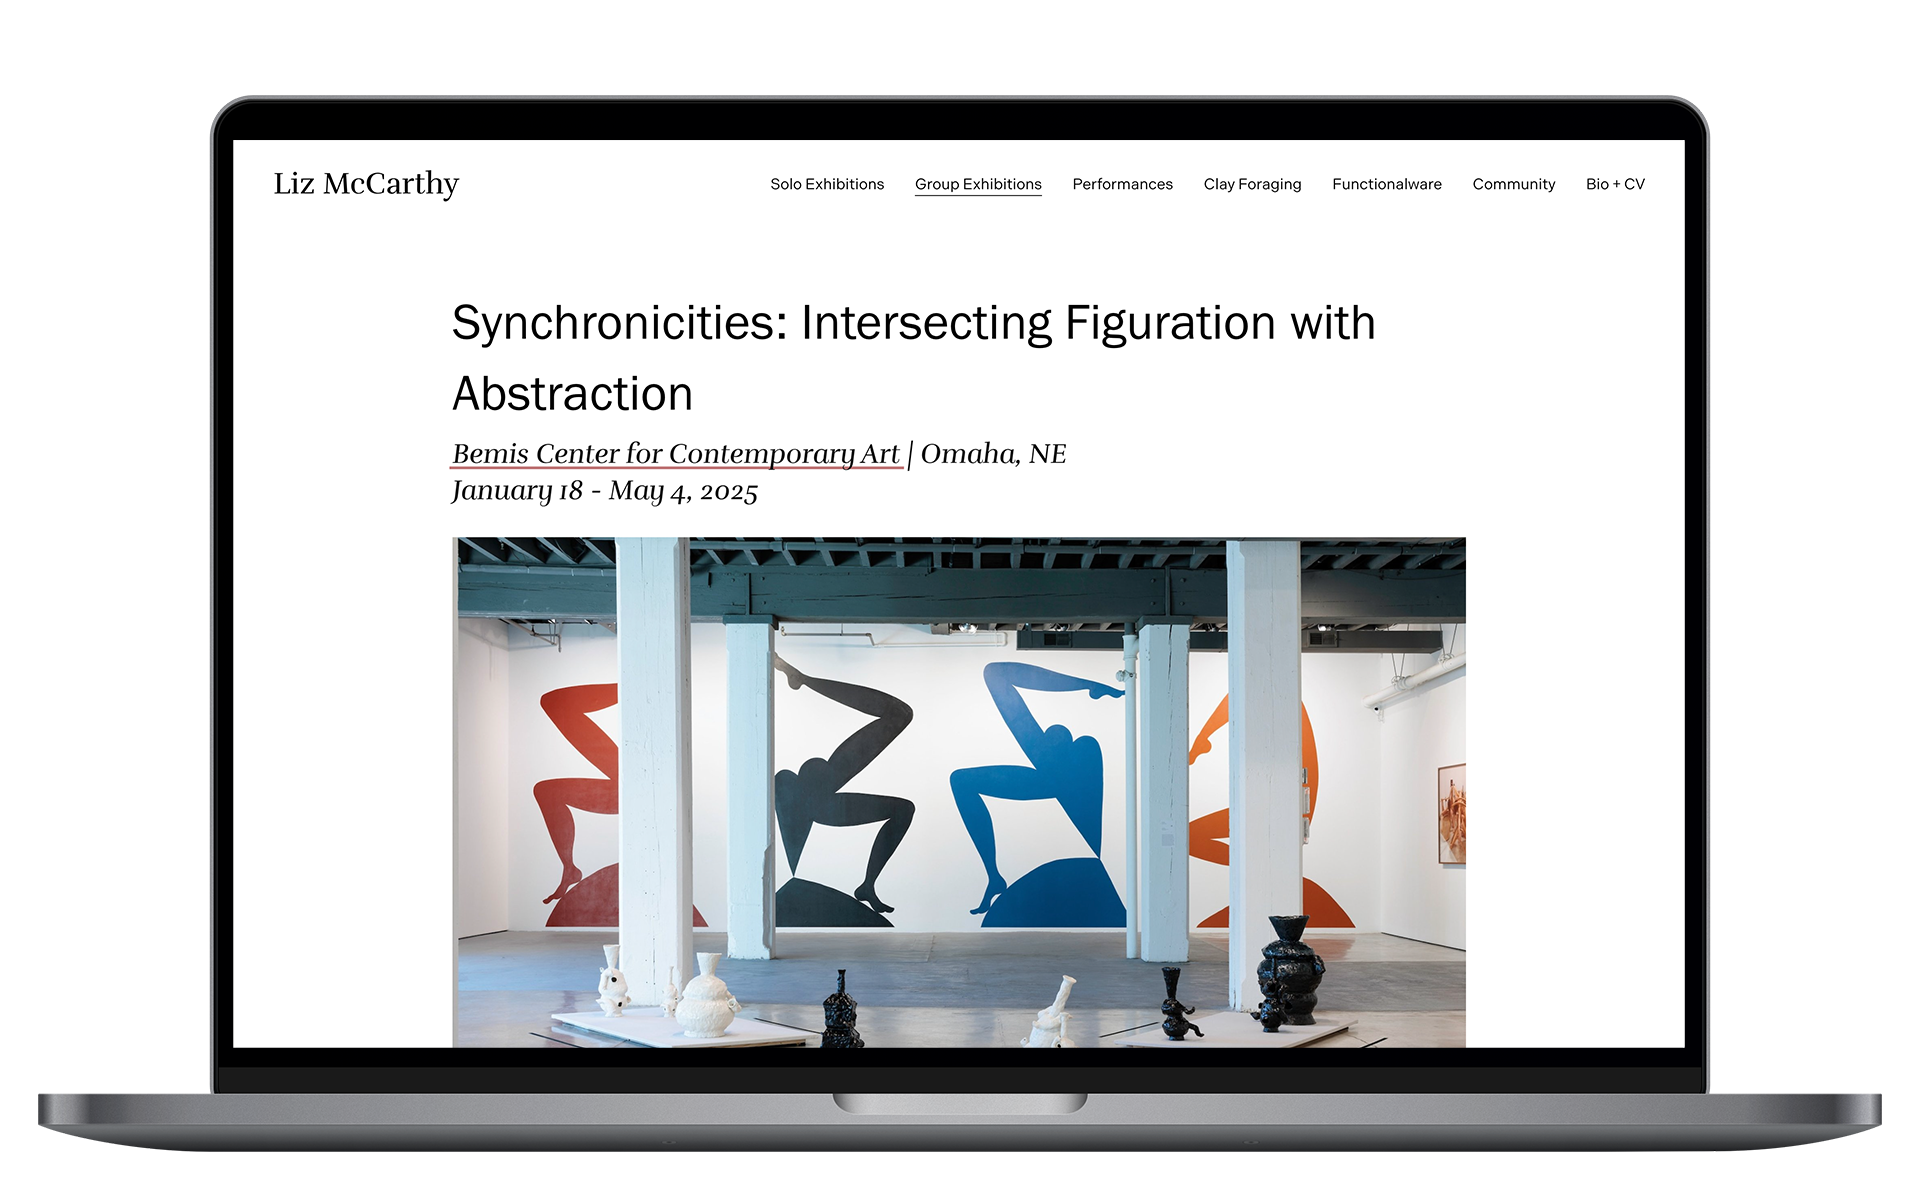 Liz McCarthy
Solo Exhibitions Group Exhibitions Performances Clay Foraging Functionalware Community Bio + CV
Synchronicities: Intersecting Figuration with
Abstraction
Bemis Center for Contemporary Art | Omaha, NE
January 18 - May 4, 2025